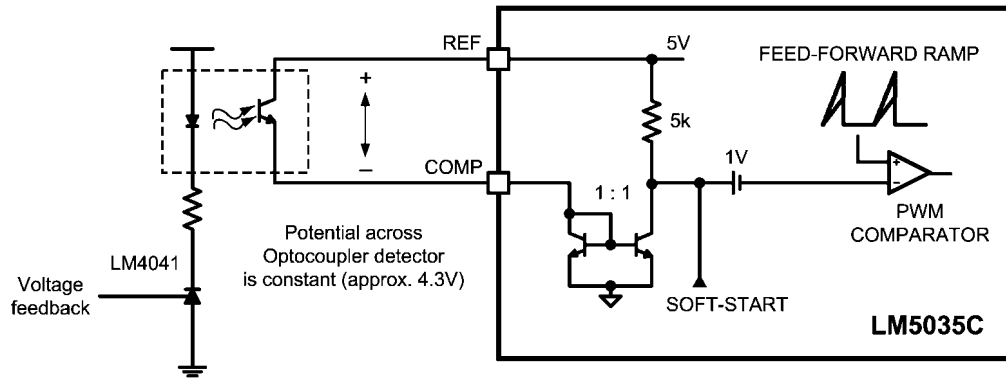 REF
5V
FEED-FORWARD RAMP
+
5k
–
COMP
1V
1 : 1
+
–
PWM
COMPARATOR
Potential across
Optocoupler detector
is constant (approx. 4.3V)
LM4041
Voltage
feedback
SOFT-START
LM5035C